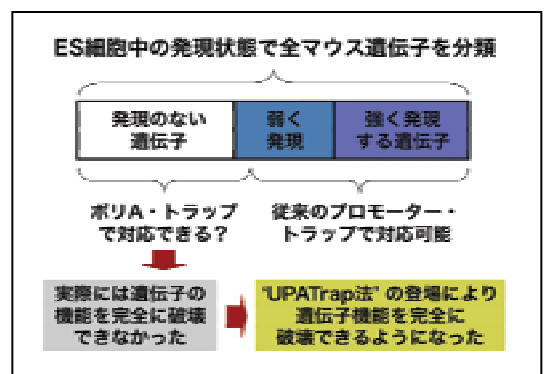 ES細胞中の発現状態で全マウス遺伝子を分類
発現のない
遺伝子
弱く
発現
強く発現
する遺伝子
ポリA・トラップ
で対応できる？
従来のプロモーター・
トラップで対応可能
実際には遺伝子の
機能を完全に破壊
できなかった
"UPATrap法" の登場により
遺伝子機能を完全に
破壊できるようになった